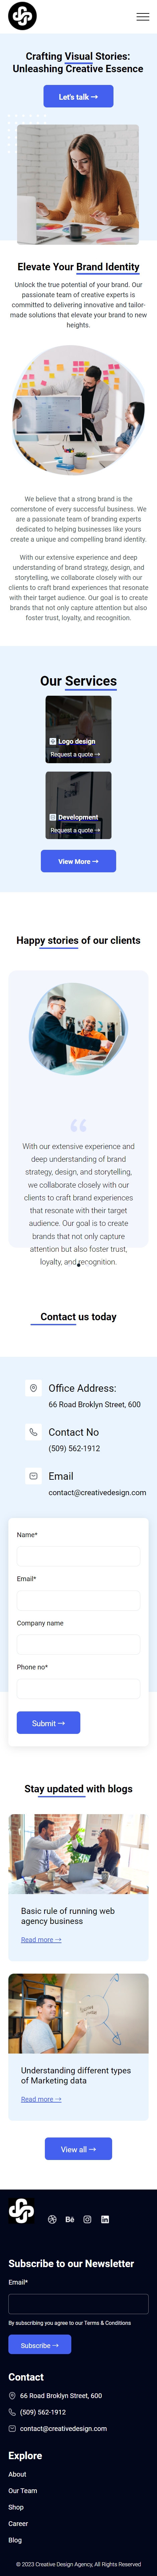 Crafting Visual Stories:
Unleashing Creative Essence
Let's talk →
Elevate Your Brand Identity
Unlock the true potential of your brand. Our
passionate team of creative experts is
committed to delivering innovative and tailor-
made solutions that elevate your brand to new
heights.
We believe that a strong brand is the
cornerstone of every successful business. We
are a passionate team of branding experts
dedicated to helping businesses like yours
create a unique and compelling brand identity.
With our extensive experience and deep
understanding of brand strategy, design, and
storytelling, we collaborate closely with our
clients to craft brand experiences that resonate
with their target audience. Our goal is to create
brands that not only capture attention but also
foster trust, loyalty, and recognition.
Our Services
Logo design
Request a quote →
Development
Request a quote →
View More →
Happy stories of our clients
“
With our extensive experience and
deep understanding of brand
strategy, design, and storytelling,
we collaborate closely with our
clients to craft brand experiences
that resonate with their target
audience. Our goal is to create
brands that not only capture
attention but also foster trust,
loyalty, and recognition.
Contact us today
Office Address:
66 Road Broklyn Street, 600
Contact No
(509) 562-1912
Email
contact@creativedesign.com
Name*
Email*
Company name
Phone no*
Submit →
Stay updated with blogs
Basic rule of running web
agency business
Read more →
Understanding different types
of Marketing data
Read more →
View all →
Bē
Subscribe to our Newsletter
Email*
By subscribing you agree to our Terms & Conditions
Subscribe →
Contact
66 Road Broklyn Street, 600
(509) 562-1912
contact@creativedesign.com
Explore
About
Our Team
Shop
Career
Blog
© 2023 Creative Design Agency, All Rights Reserved